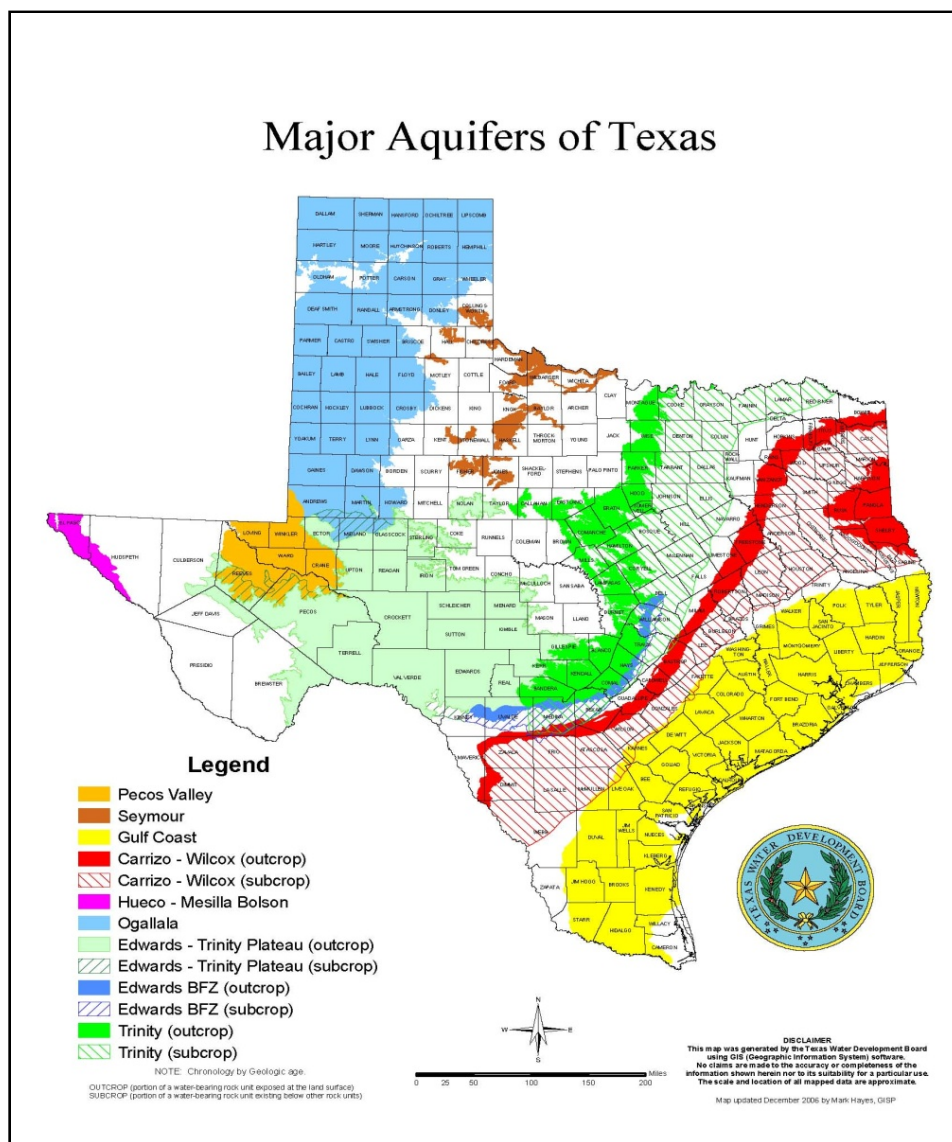 Major Aquifers of Texas
DALLAM SHERMAN HANSFORD OCHILTREE LIPSCOMB
HARTLEY MOORE HUTCHINSON ROBERTS HEMPHILL
OLDHAM POTTER CARSON GRAY WHEELER
DEAF SMITH RANDALL ARMSTRONG DONLEY
PARMER CASTRO SWISHER BRISCOE HALL CHILDRESS
HARDEMAN
BAILEY LAMB HALE FLOYD MOTLEY COTTLE FOARD WILBARGER WICHITA
CLAY MONTAGUE COOKE GRAYSON FANNIN LAMAR RED RIVER
COCHRAN HOCKLEY LUBBOCK CROSBY DICKENS KING KNOX BAYLOR ARCHER
YOAKUM TERRY LYNN GARZA KENT STONEWALL HASKELL THROCK MORTON YOUNG JACK WISE DENTON COLLIN HUNT DELTA
GAINES DAWSON BORDEN SCURRY FISHER JONES SHACKEL- FORD STEPHENS PALO PINTO PARKER TARRANT DALLAS KAUFMAN
ANDREWS MARTIN HOWARD MITCHELL NOLAN TAYLOR CALLAHAN EASTLAND ERATH HOOD JOHNSON ELLIS
EL PASO HUDSPETH CULBERSON LOVING WINKLER ECTOR MIDLAND GLASSCOCK STERLING COKE RUNNELS COLEMAN BROWN COMANCHE HAMILTON BOSQUE HILL NAVARRO
REEVES WARD CRANE UPTON REAGAN IRION TOM GREEN CONCHO McCULLOCH SAN SABA MILLS CORYELL McLENNAN FALLS
JEFF DAVIS PECOS CROCKETT SCHLEICHER MENARD MASON LLANO BURNET BELL MILAM
PRESIDIO BREWSTER TERRELL VAL VERDE SUTTON KIMBLE GILLESPIE BLANCO TRAVIS WILLIAMSON
EDWARDS REAL KERR KENDALL BANDERA HAYS COMAL
KINNEY UVALDE MEDINA BEXAR GUADALUPE GONZALES
MAVERICK ZAVALA FRIO ATASCOSA WILSON KARNES
DIMMIT LA SALLE McMULLEN LIVE OAK BEE
WEBB DUVAL JIM WELLS NUECES SAN PATRICIO
ZAPATA JIM HOGG BROOKS KLEBERG KENEDY
STARR HIDALGO WILLACY CAMERON
WOOD UPSHUR CASS MARION SMITH PANOLA RUSK SHELBY
HENDERSON ANDERSON LEON HOUSTON TRINITY ANGELINA
MADISON WALKER POLK TYLER JASPER NEWTON
BURLESON GRIMES MONTGOMERY SAN JACINTO LIBERTY HARDIN ORANGE JEFFERSON
LEE WASHING- TON WALLER HARRIS CHAMBERS
FAYETTE AUSTIN FORT BEND BRAZORIA
COLORADO WHARTON MATAGORDA
LAVACA DE WITT JACKSON VICTORIA GOLIAD REFUGIO
Legend
Pecos Valley
Seymour
Gulf Coast
Carrizo - Wilcox (outcrop)
Carrizo - Wilcox (subcrop)
Hueco - Mesilla Bolson
Ogallala
Edwards - Trinity Plateau (outcrop)
Edwards - Trinity Plateau (subcrop)
Edwards BFZ (outcrop)
Edwards BFZ (subcrop)
Trinity (outcrop)
Trinity (subcrop)
NOTE: Chronology by Geologic age.
OUTCROP (portion of a water-bearing rock unit exposed at the land surface)
SUBCROP (portion of a water-bearing rock unit existing below other rock units)
TEXAS WATER DEVELOPMENT BOARD
N
W E
S
0 25 50 100 150 200 Miles
DISCLAIMER
This map was generated by the Texas Water Development Board
using GIS (Geographic Information System) software.
No claims are made to the accuracy or completeness of the
information shown herein nor to its suitability for a particular use.
The scale and location of all mapped data are approximate.
Map updated December 2006 by Mark Hayes, GISP